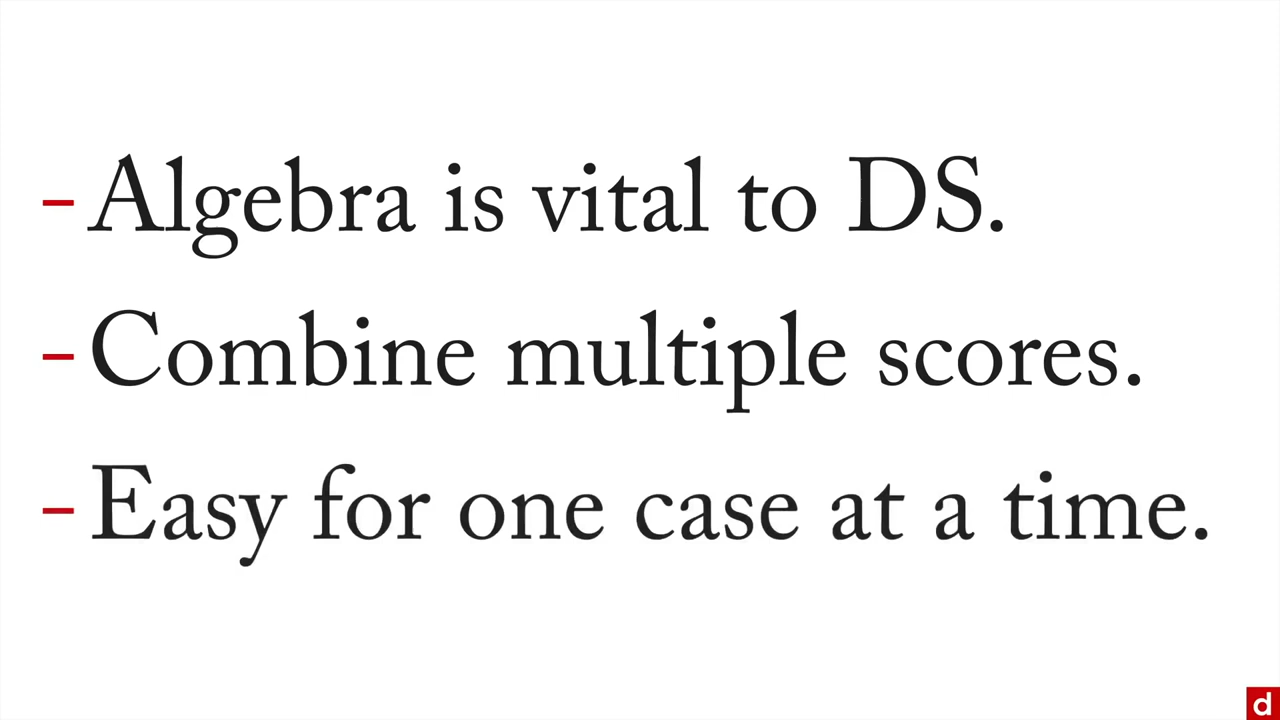 – Algebra is vital to DS.
– Combine multiple scores.
– Easy for one case at a time.
d